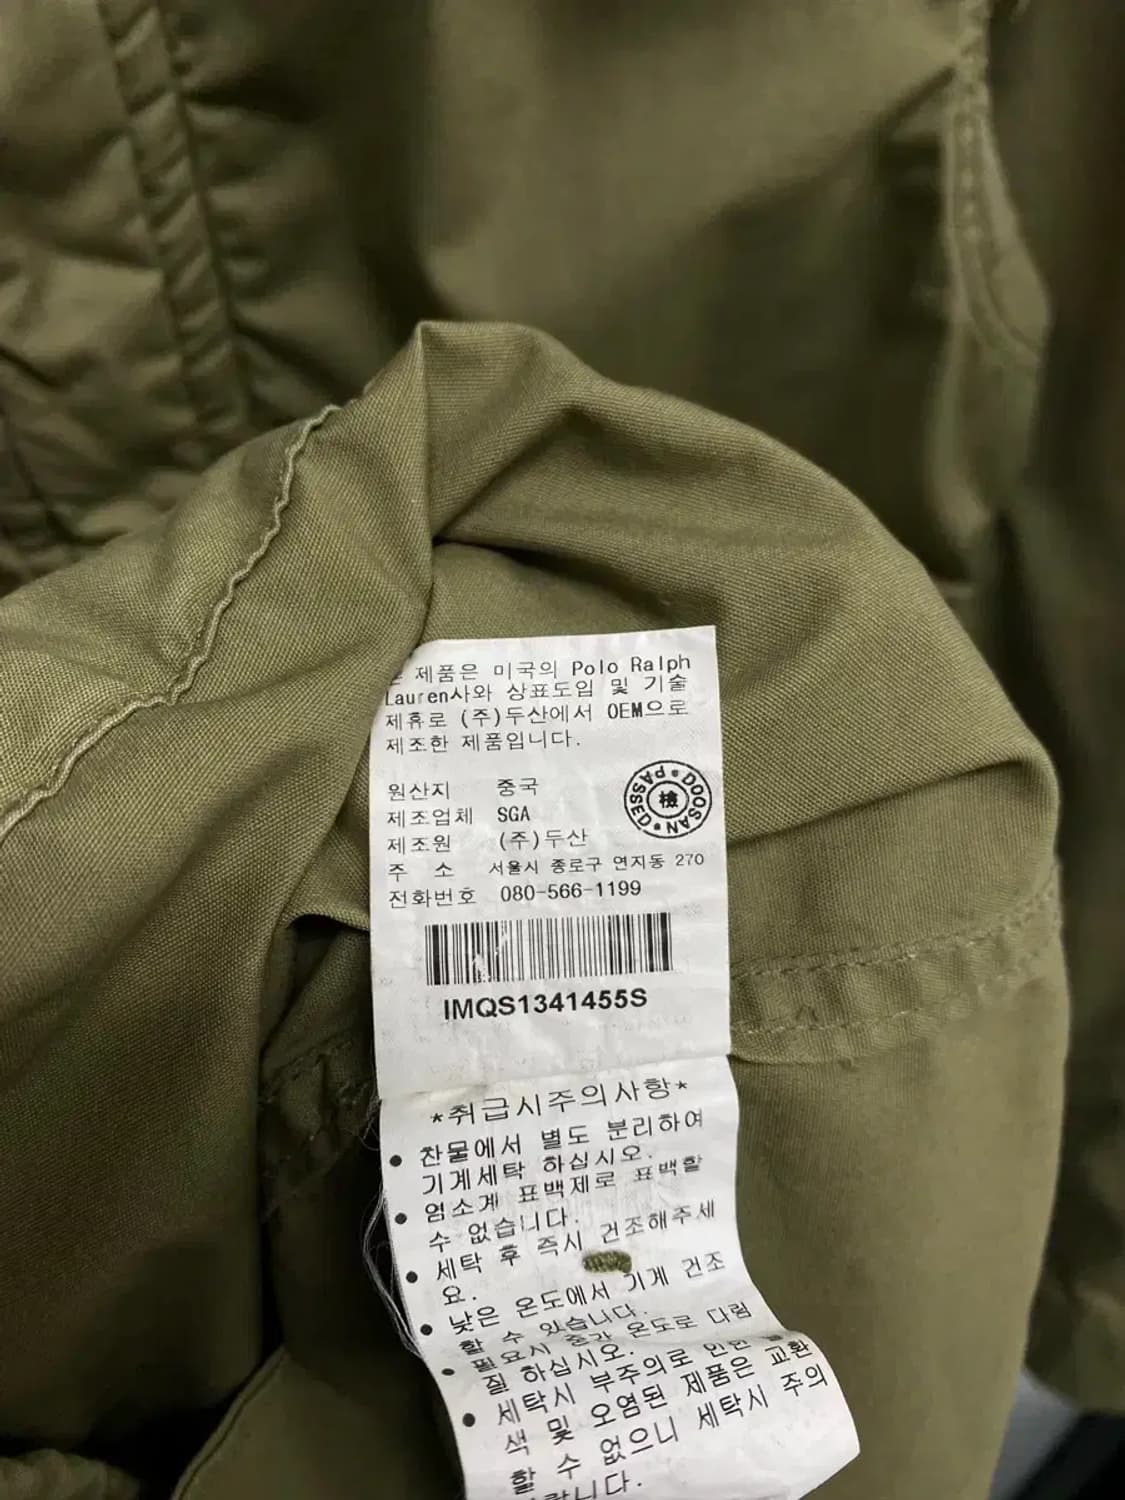 제품은 미국의 Polo Ralph
Lauren사와 상표도입 및 기술
제휴로 (주)두산에서 OEM으로
제조한 제품입니다.
원산지 중국
제조업체 SGA
제조원 (주)두산
주 소 서울시 종로구 연지동 270
전화번호 080-566-1199
PASSED • DOOSAN •
檢
IMQS1341455S
*취급시주의사항*
• 찬물에서 별도 분리하여
기계세탁 하십시오.
• 염소계 표백제로 표백할
수 없습니다.
• 세탁 후 즉시 건조해주세
요.
• 낮은 온도에서 기계 건조
할 수 있습니다.
• 필요시 중간 온도로 다림
질 하십시오.
• 세탁시 부주의로 인한
색 및 오염된 제품은 교환
할 수 없으니 세탁시 주의